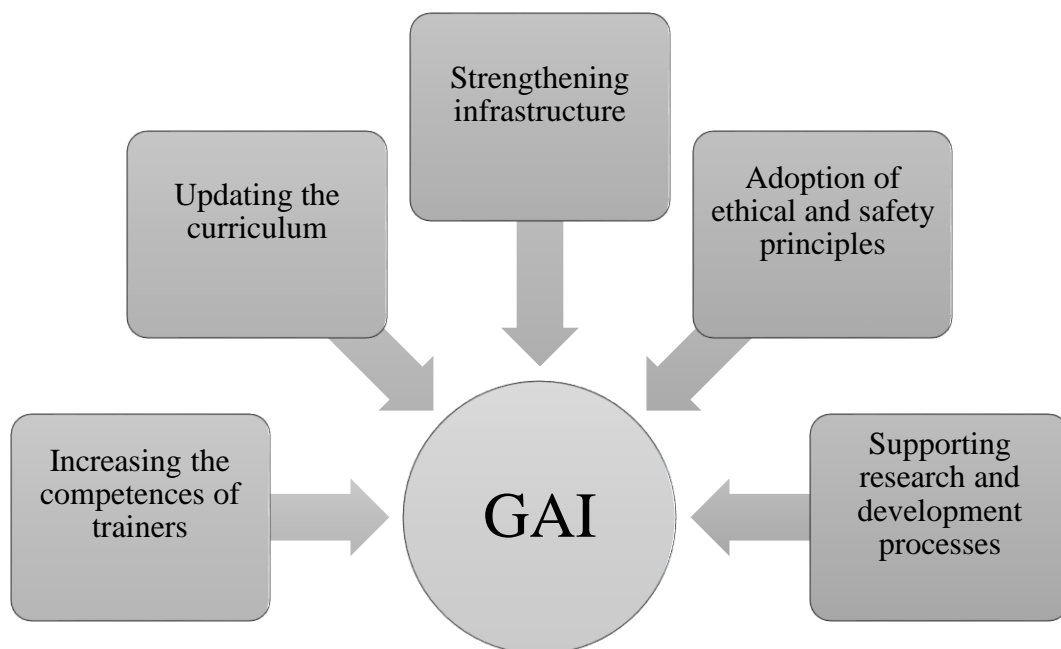 Strengthening
infrastructure
Updating the
curriculum
Adoption of
ethical and safety
principles
Increasing the
competences of
trainers
GAI
Supporting
research and
development
processes